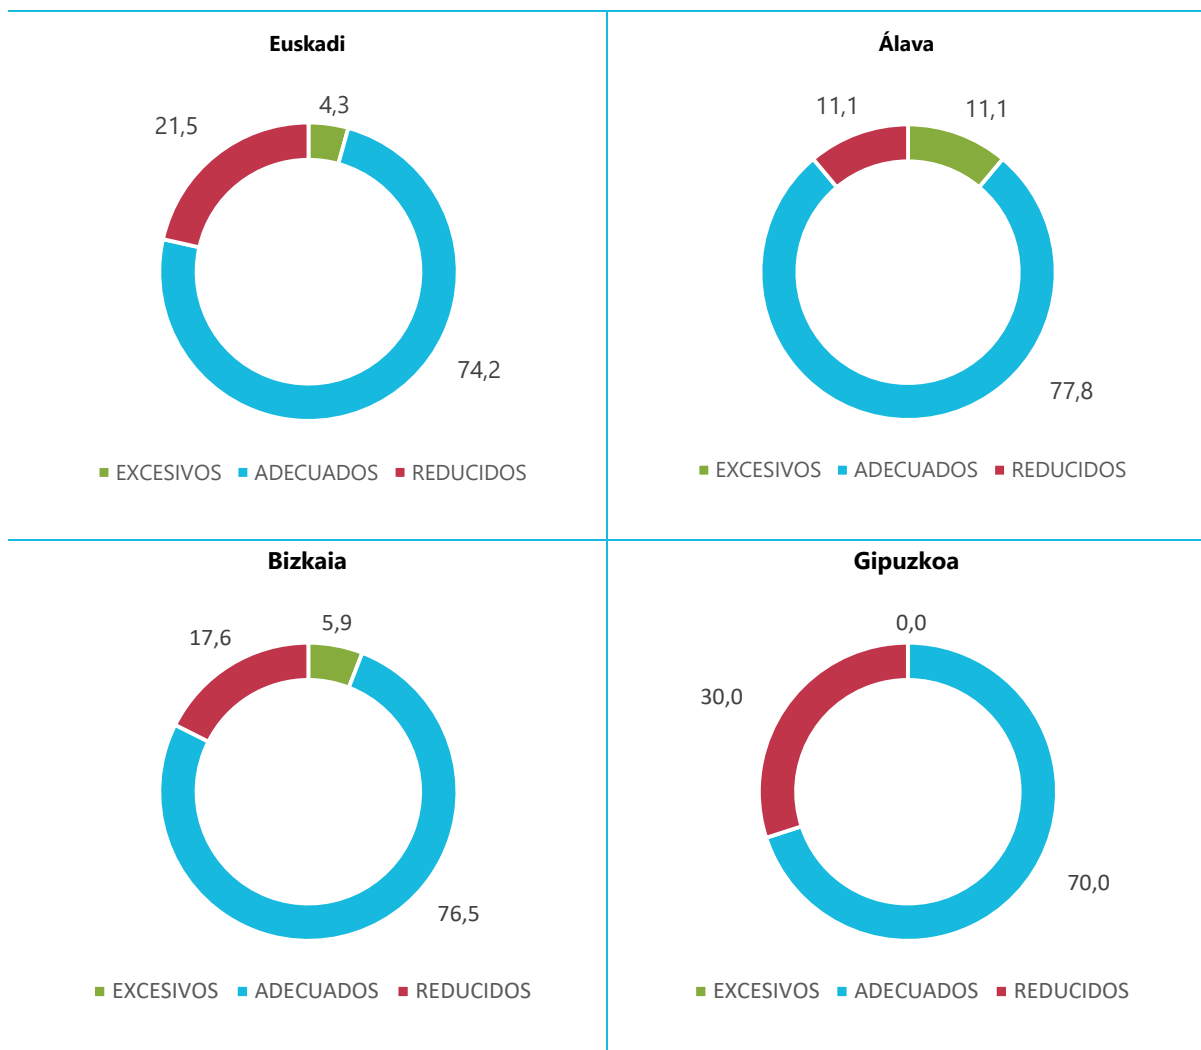 Euskadi
4,3
21,5
74,2
EXCESIVOS ADECUADOS REDUCIDOS
Álava
11,1 11,1
77,8
EXCESIVOS ADECUADOS REDUCIDOS
Bizkaia
5,9
17,6
76,5
EXCESIVOS ADECUADOS REDUCIDOS
Gipuzkoa
0,0
30,0
70,0
EXCESIVOS ADECUADOS REDUCIDOS